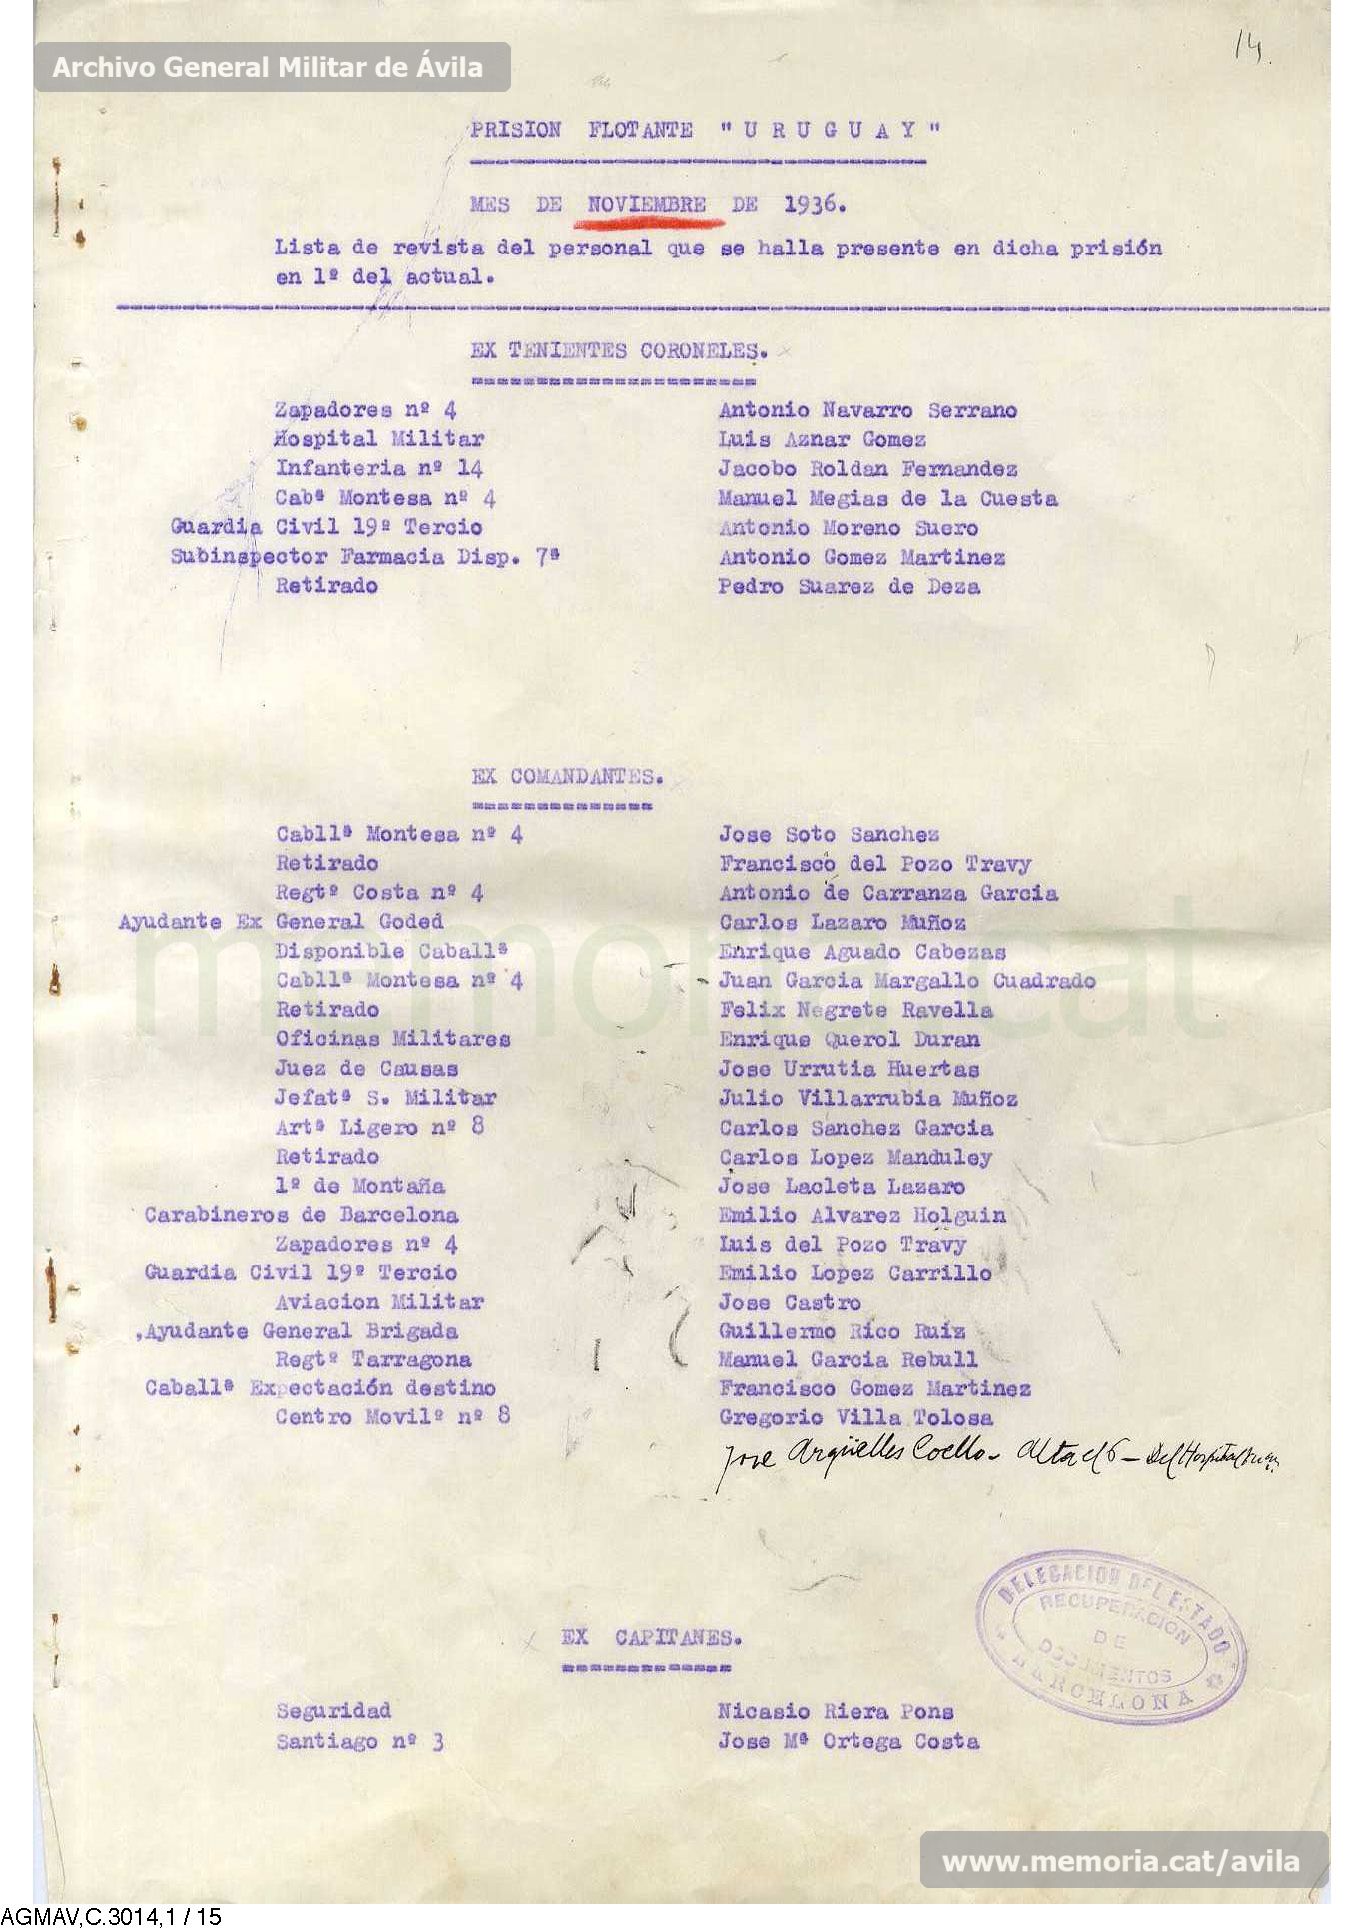 14.
Archivo General Militar de Ávila
PRISION FLOTANTE "U R U G U A Y"
MES DE NOVIEMBRE DE 1936.
Lista de revista del personal que se halla presente en dicha prisión
en 1º del actual.
EX TENIENTES CORONELES.
Zapadores nº 4 Antonio Navarro Serrano
Hospital Militar Luis Aznar Gomez
Infanteria nº 14 Jacobo Roldan Fernandez
Cabª Montesa nº 4 Manuel Megias de la Cuesta
Guardia Civil 19º Tercio Antonio Moreno Suero
Subinspector Farmacia Disp. 7ª Antonio Gomez Martinez
Retirado Pedro Suarez de Deza
EX COMANDANTES.
Cabllª Montesa nº 4 Jose Soto Sanchez
Retirado Francisco del Pozo Travy
Regtº Costa nº 4 Antonio de Carranza Garcia
Ayudante Ex General Goded Carlos Lazaro Muñoz
Disponible Caballª Enrique Aguado Cabezas
Cabllª Montesa nº 4 - Juan Garcia Margallo Cuadrado
Retirado Felix Negrete Ravella
Oficinas Militares Enrique Querol Duran
Juez de Causas Jose Urrutia Huertas
Jefatª S. Militar Julio Villarrubia Muñoz
Artª Ligero nº 8 Carlos Sanchez Garcia
Retirado Carlos Lopez Manduley
1º de Montaña Jose Lacleta Lazaro
Carabineros de Barcelona Emilio Alvarez Holguin
Zapadores nº 4 Luis del Pozo Travy
Guardia Civil 19º Tercio Emilio Lopez Carrillo
Aviacion Militar Jose Castro
,Ayudante General Brigada Guillermo Rico Ruiz
Regtº Tarragona Manuel Garcia Rebull
Caballª Expectación destino Francisco Gomez Martinez
Centro Movilº nº 8 Gregorio Villa Tolosa
Jose Argüelles Coello - Alta el 6 - Del Hospital
DELEGACION DEL ESTADO
RECUPERACION
DE
DOCUMENTOS
BARCELONA
EX CAPITANES.
Seguridad Nicasio Riera Pons
Santiago nº 3 Jose Mª Ortega Costa
memoria.cat
www.memoria.cat/avila
AGMAV,C.3014,1 / 15